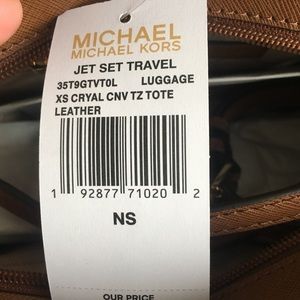 MICHAEL
MICHAEL KORS
JET SET TRAVEL
35T9GTVT0L LUGGAGE
XS CRYAL CNV TZ TOTE
LEATHER
1 92877 71020 2
NS
OUR PRICE